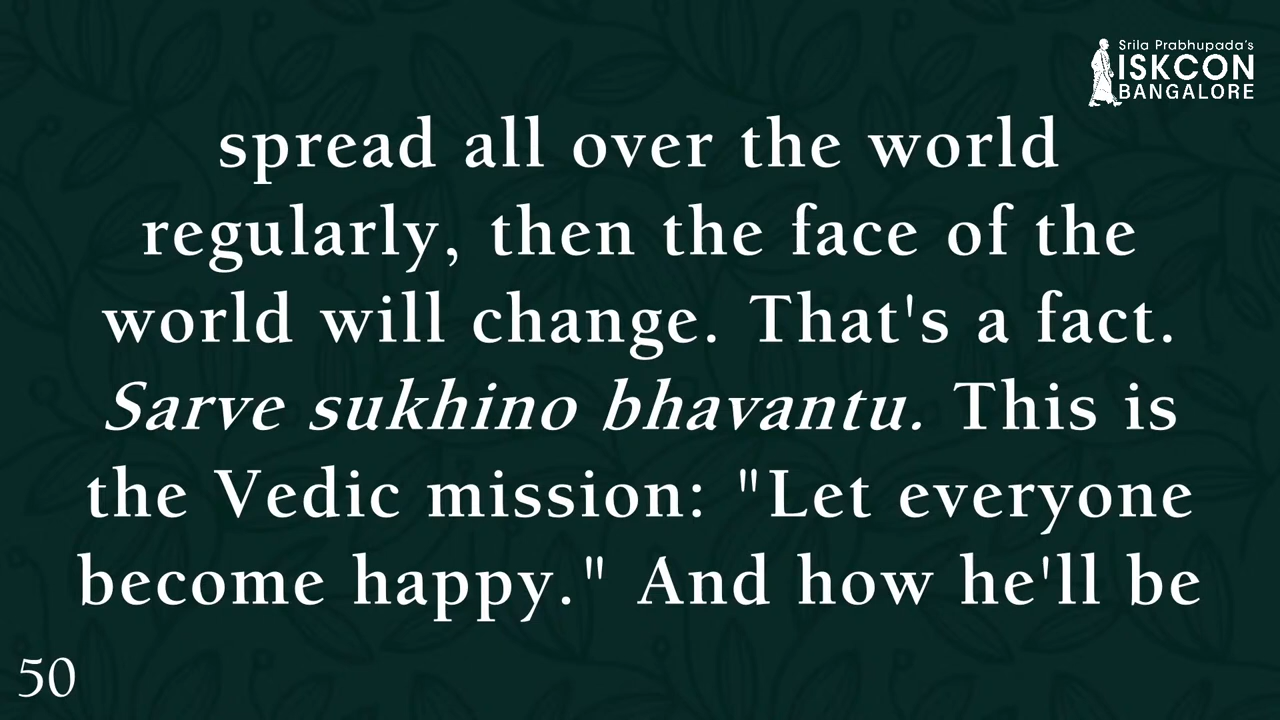 Srila Prabhupada's
ISKCON
BANGALORE
spread all over the world
regularly, then the face of the
world will change. That's a fact.
Sarve sukhino bhavantu. This is
the Vedic mission: "Let everyone
become happy." And how he'll be
50